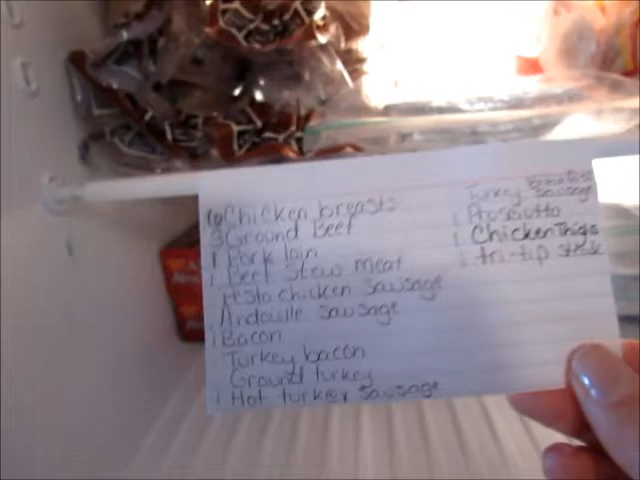 6 Chicken breasts
3 Ground Beef
1 Pork loin
1 Beef Stew meat
Pesto chicken sausage
Andouille sausage
1 Bacon
Turkey bacon
Ground turkey
1 Hot turkey sausage
Turkey Breakfast Sausage
1 Prosciutto
1 Chicken Thighs
1 tri-tip steak